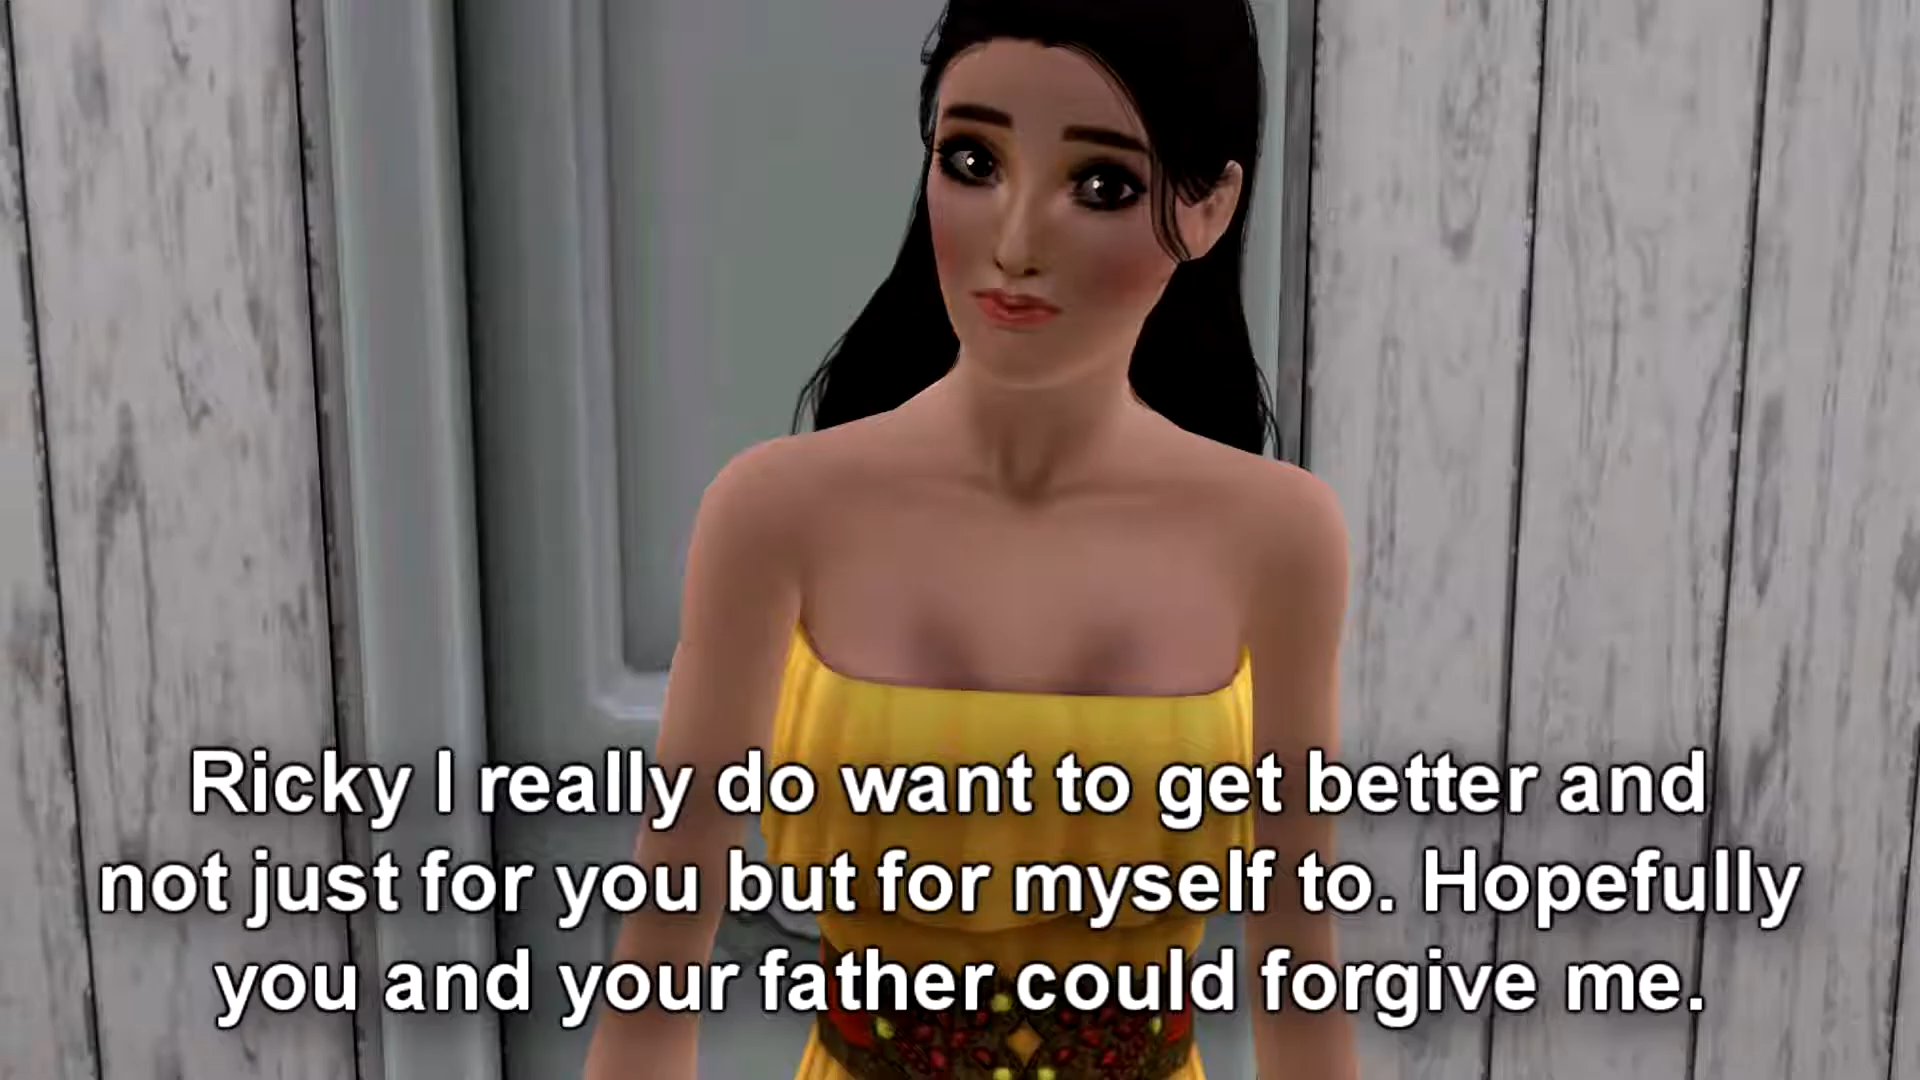 Ricky I really do want to get better and
not just for you but for myself to. Hopefully
you and your father could forgive me.